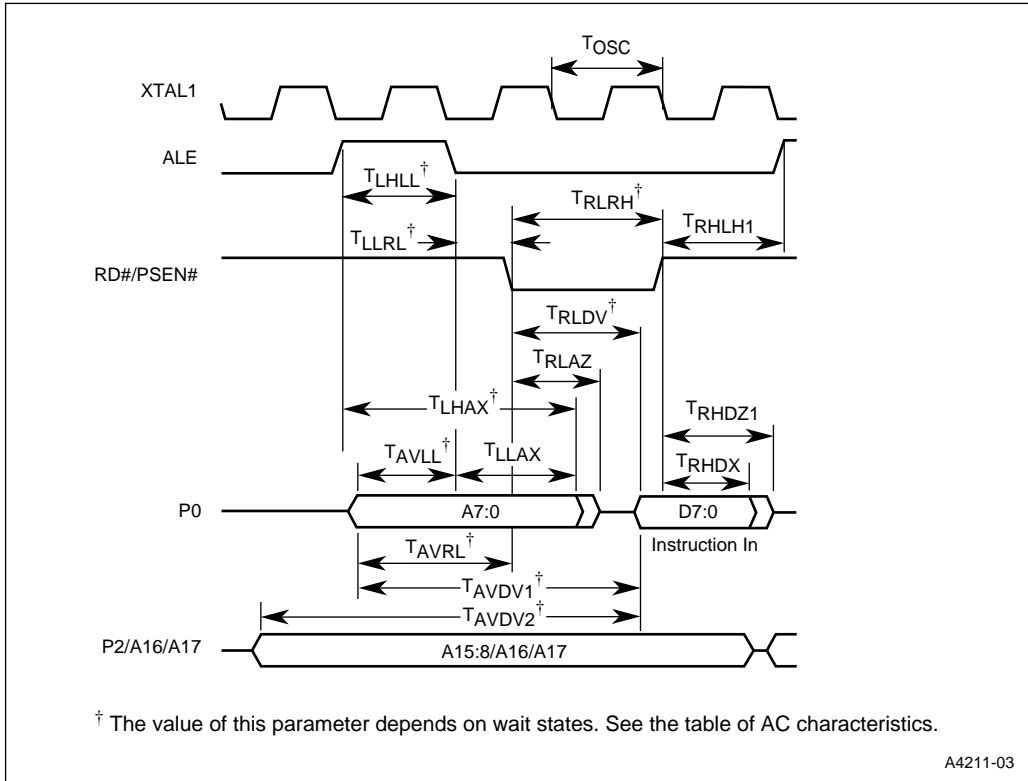 TOSC
XTAL1
ALE
TLHLL†
TRLRH†
TRHLH1
TLLRL†
RD#/PSEN#
TRLDV†
TRLAZ
TLHAX†
TRHDZ1
TAVLL†
TLLAX
TRHDX
P0
A7:0
D7:0
Instruction In
TAVRL†
TAVDV1†
TAVDV2†
P2/A16/A17
A15:8/A16/A17
† The value of this parameter depends on wait states. See the table of AC characteristics.
A4211-03